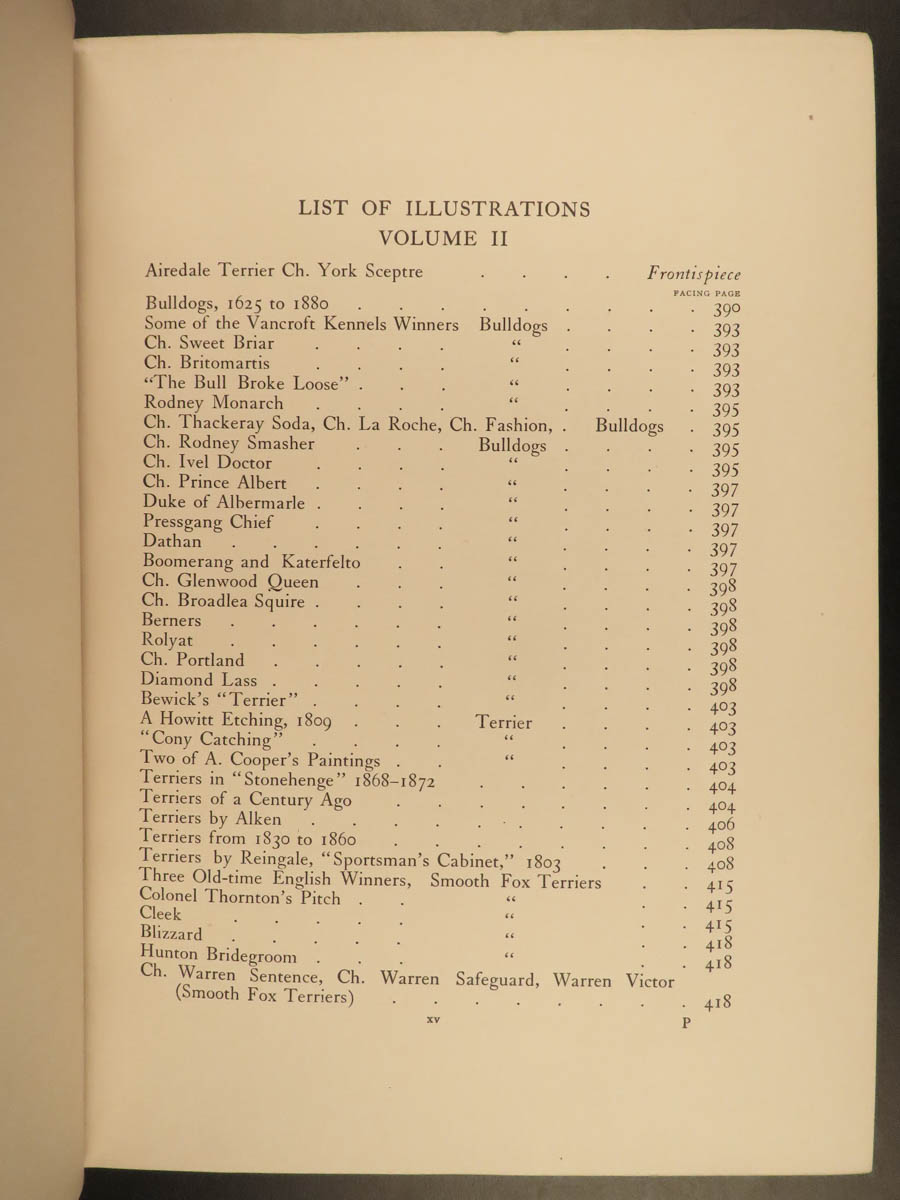 LIST OF ILLUSTRATIONS
VOLUME II
Airedale Terrier Ch. York Sceptre . . . . Frontispiece
FACING PAGE
Bulldogs, 1625 to 1880 . . . . . . . . . 390
Some of the Vancroft Kennels Winners Bulldogs . . . . 393
Ch. Sweet Briar . . . . “ . . . . 393
Ch. Britomartis . . . . “ . . . . 393
“The Bull Broke Loose” . . . “ . . . . 393
Rodney Monarch . . . . “ . . . . 395
Ch. Thackeray Soda, Ch. La Roche, Ch. Fashion, . Bulldogs . 395
Ch. Rodney Smasher . . . Bulldogs . . . . 395
Ch. Ivel Doctor . . . . “ . . . . 395
Ch. Prince Albert . . . . “ . . . . 397
Duke of Albermarle . . . . “ . . . . 397
Pressgang Chief . . . . “ . . . . 397
Dathan . . . . . . “ . . . . 397
Boomerang and Katerfelto . . “ . . . . 397
Ch. Glenwood Queen . . . “ . . . . 398
Ch. Broadlea Squire . . . . “ . . . . 398
Berners . . . . . . “ . . . . 398
Rolyat . . . . . . “ . . . . 398
Ch. Portland . . . . . “ . . . . 398
Diamond Lass . . . . . “ . . . . 398
Bewick's “Terrier” . . . . “ . . . . 403
A Howitt Etching, 1809 . . . Terrier . . . . 403
“Cony Catching” . . . . “ . . . . 403
Two of A. Cooper's Paintings . . “ . . . . 403
Terriers in “Stonehenge” 1868–1872 . . . . . . 404
Terriers of a Century Ago . . . . . . . . 404
Terriers by Alken . . . . . . . . . . 406
Terriers from 1830 to 1860 . . . . . . . . 408
Terriers by Reingale, “Sportsman's Cabinet,” 1803 . . . 408
Three Old-time English Winners, Smooth Fox Terriers . . 415
Colonel Thornton's Pitch . . “ . . 415
Cleek . . . . . “ . . 415
Blizzard . . . . . “ . . 418
Hunton Bridegroom . . . “ . . 418
Ch. Warren Sentence, Ch. Warren Safeguard, Warren Victor
(Smooth Fox Terriers) . . . . . . . . 418
xv P